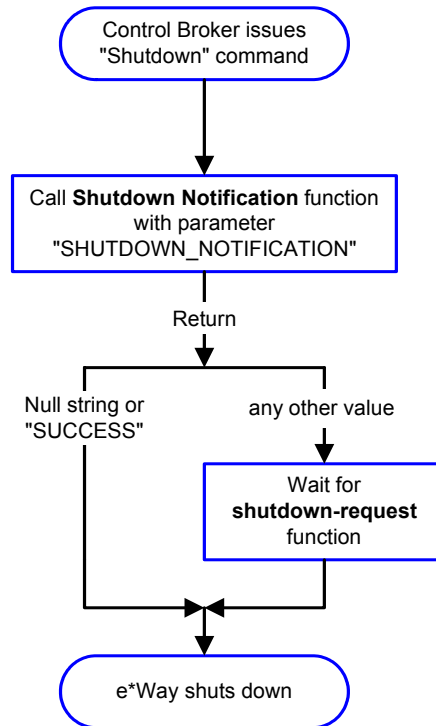 Control Broker issues
"Shutdown" command
Call Shutdown Notification function
with parameter
"SHUTDOWN_NOTIFICATION"
Return
Null string or
"SUCCESS"
any other value
Wait for
shutdown-request
function
e*Way shuts down